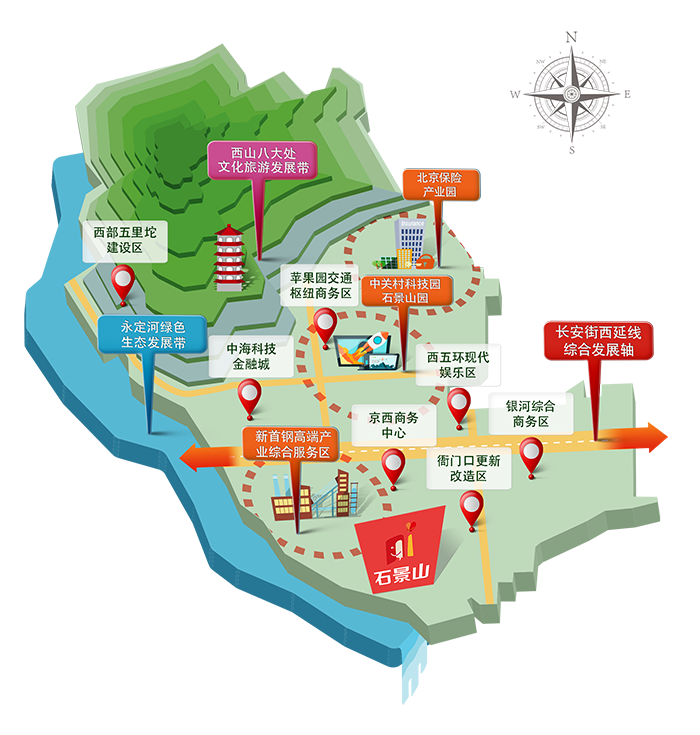 N
NW
NE
W
E
SW
SE
S
西山八大处
文化旅游发展带
北京保险
产业园
西部五里坨
建设区
苹果园交通
枢纽商务区
中关村科技园
石景山园
永定河绿色
生态发展带
中海科技
金融城
西五环现代
娱乐区
长安街西延线
综合发展轴
京西商务
中心
银河综合
商务区
新首钢高端产
业综合服务区
衙门口更新
改造区
石景山